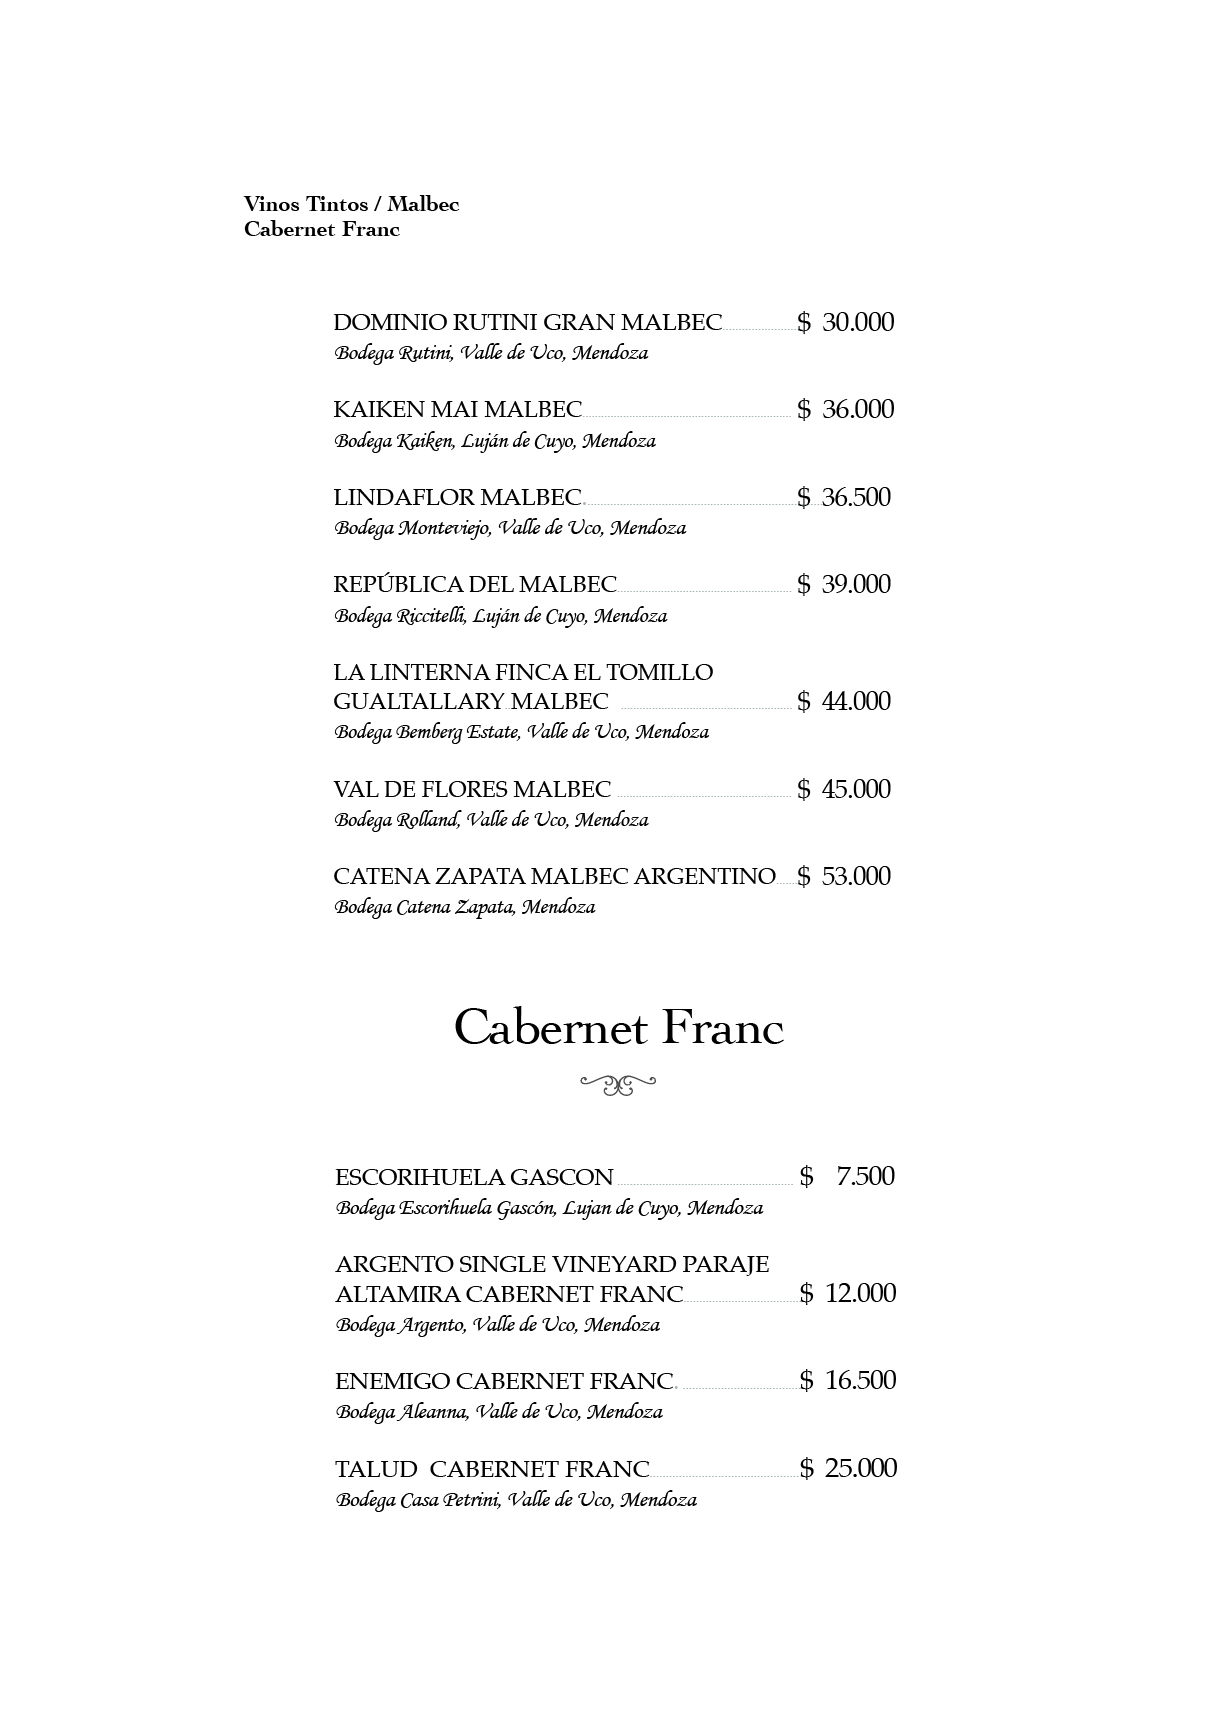 Vinos Tintos / Malbec
Cabernet Franc
DOMINIO RUTINI GRAN MALBEC $ 30.000
Bodega Rutini, Valle de Uco, Mendoza
KAIKEN MAI MALBEC $ 36.000
Bodega Kaiken, Luján de Cuyo, Mendoza
LINDAFLOR MALBEC $ 36.500
Bodega Monteviejo, Valle de Uco, Mendoza
REPÚBLICA DEL MALBEC $ 39.000
Bodega Riccitelli, Luján de Cuyo, Mendoza
LA LINTERNA FINCA EL TOMILLO
GUALTALLARY MALBEC $ 44.000
Bodega Bemberg Estate, Valle de Uco, Mendoza
VAL DE FLORES MALBEC $ 45.000
Bodega Rolland, Valle de Uco, Mendoza
CATENA ZAPATA MALBEC ARGENTINO $ 53.000
Bodega Catena Zapata, Mendoza
Cabernet Franc
ESCORIHUELA GASCON $ 7.500
Bodega Escorihuela Gascón, Lujan de Cuyo, Mendoza
ARGENTO SINGLE VINEYARD PARAJE
ALTAMIRA CABERNET FRANC $ 12.000
Bodega Argento, Valle de Uco, Mendoza
ENEMIGO CABERNET FRANC. $ 16.500
Bodega Aleanna, Valle de Uco, Mendoza
TALUD CABERNET FRANC $ 25.000
Bodega Casa Petrini, Valle de Uco, Mendoza